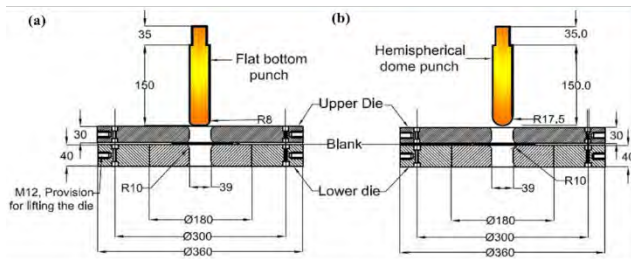 (a)
35
150
Flat bottom
punch
R8
30
40
M12, Provision
for lifting the die
R10
39
Ø180
Ø300
Ø360
Upper Die
Blank
Lower die
(b)
35.0
Hemispherical
dome punch
150.0
R17,5
30
40
R10
39
Ø180
Ø300
Ø360